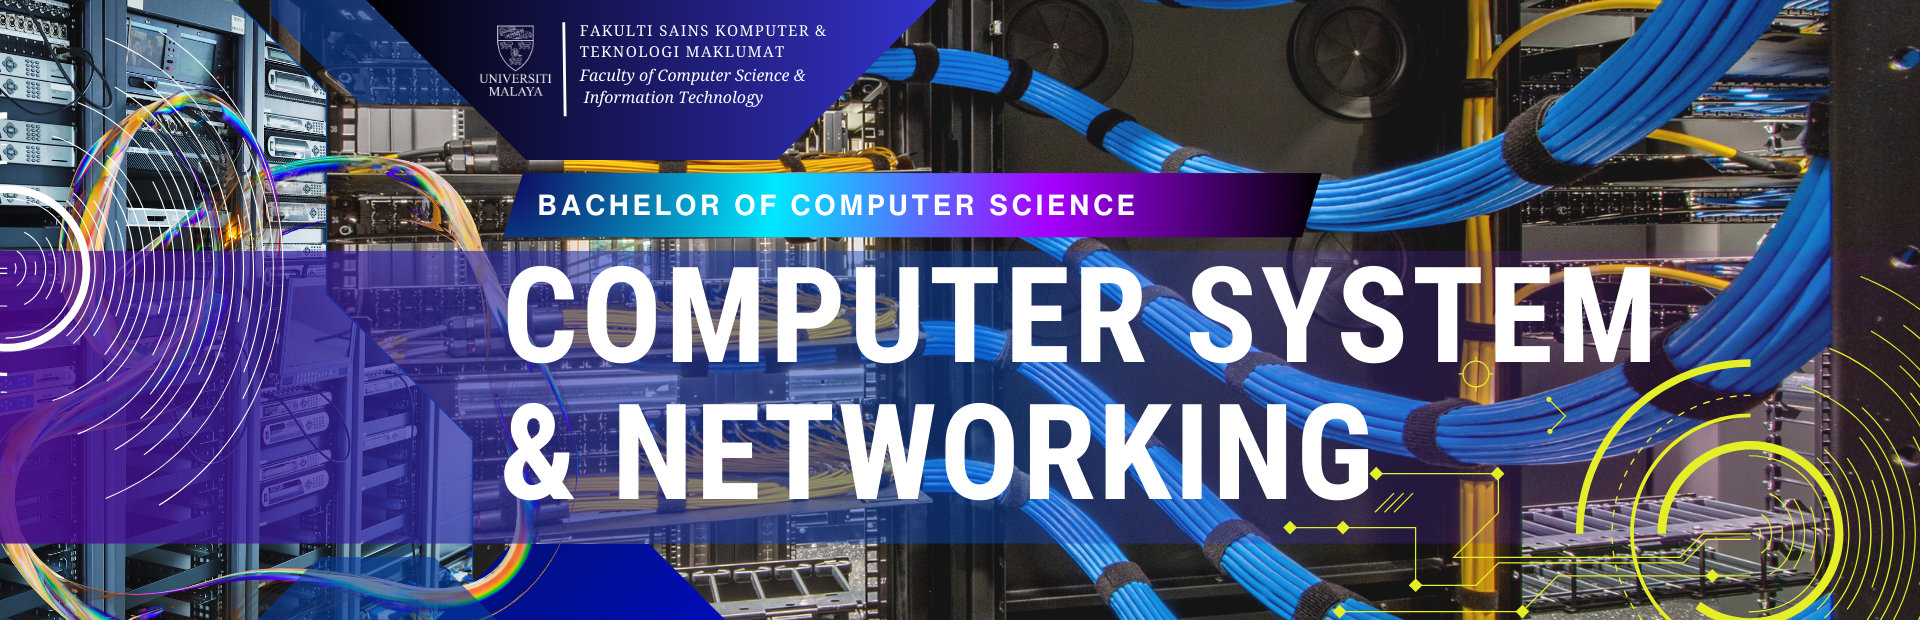 UNIVERSITI
MALAYA
FAKULTI SAINS KOMPUTER &
TEKNOLOGI MAKLUMAT
Faculty of Computer Science &
Information Technology
BACHELOR OF COMPUTER SCIENCE
COMPUTER SYSTEM
& NETWORKING